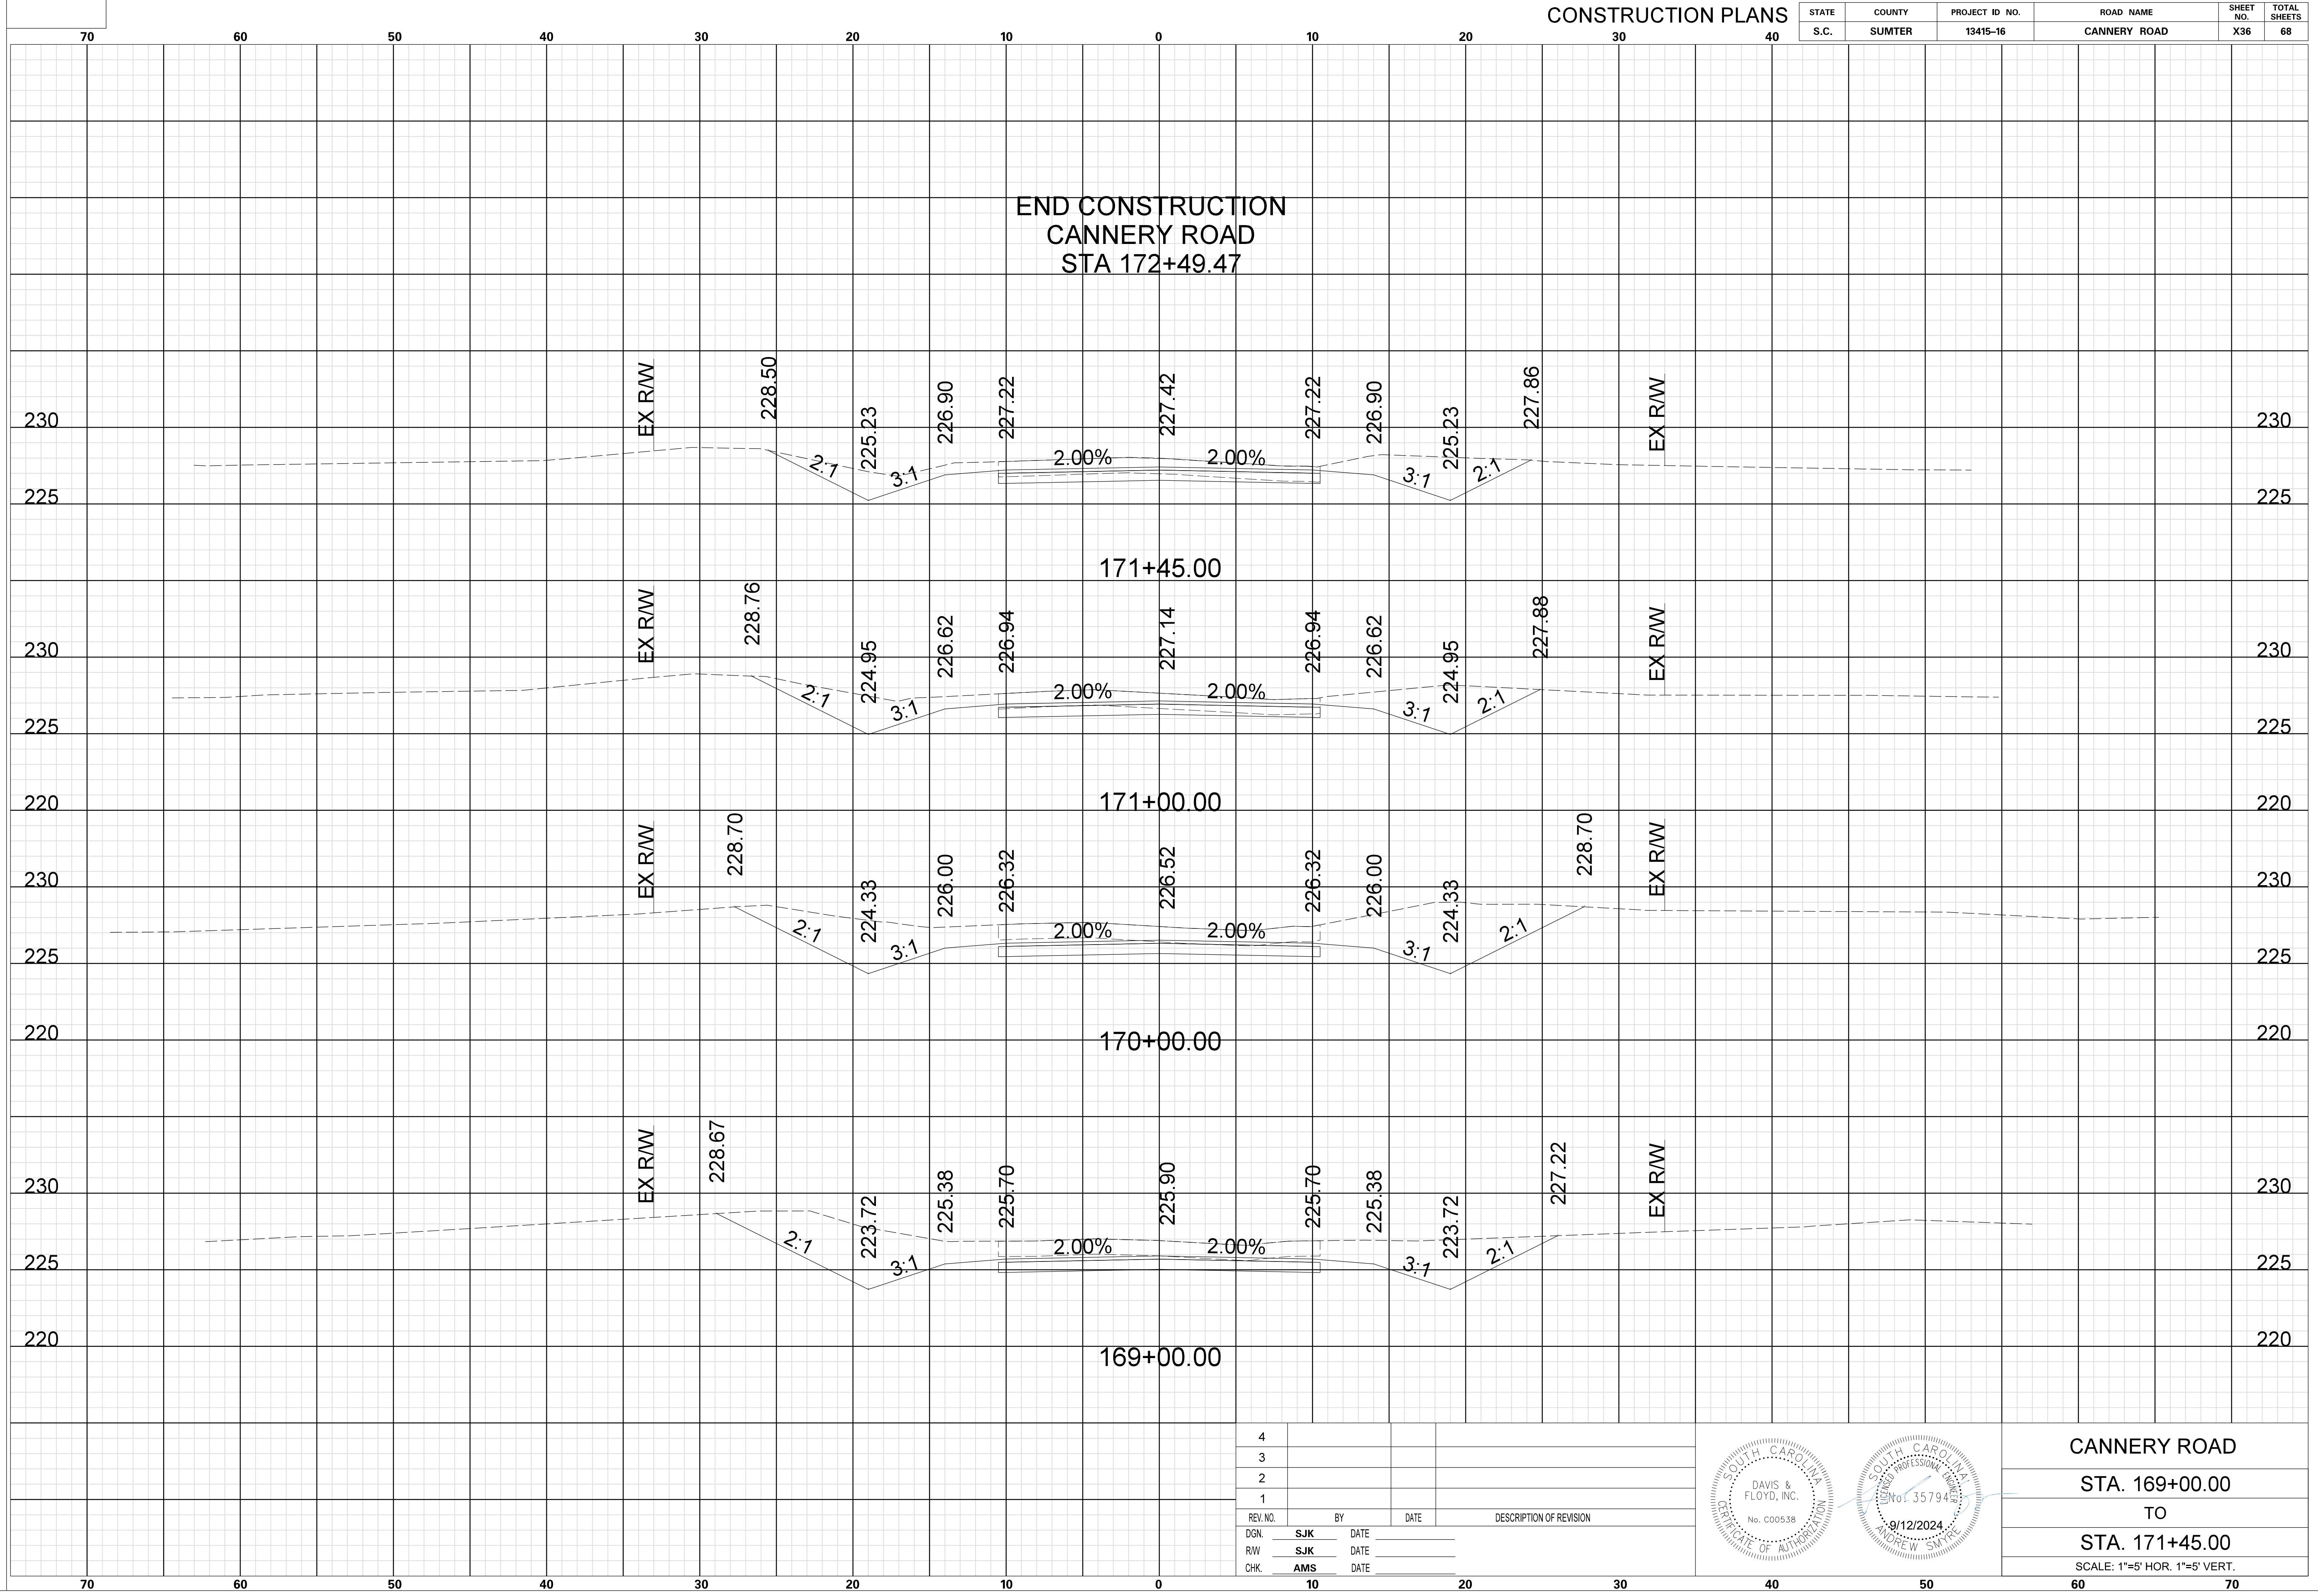 CONSTRUCTION PLANS
STATE COUNTY PROJECT ID NO. ROAD NAME SHEET NO. TOTAL SHEETS
S.C. SUMTER 13415–16 CANNERY ROAD X36 68
70 60 50 40 30 20 10 0 10 20 30 40
END CONSTRUCTION
CANNERY ROAD
STA 172+49.47
EX R/W 228.50 225.23 226.90 227.22 227.42 227.22 226.90 225.23 227.86 EX R/W
230 230
2:1 3:1 2.00% 2.00% 3:1 2:1
225 225
171+45.00
EX R/W 228.76 224.95 226.62 226.94 227.14 226.94 226.62 224.95 227.88 EX R/W
230 230
2:1 3:1 2.00% 2.00% 3:1 2:1
225 225
220 171+00.00 220
EX R/W 228.70 224.33 226.00 226.32 226.52 226.32 226.00 224.33 228.70 EX R/W
230 230
2:1 3:1 2.00% 2.00% 3:1 2:1
225 225
220 170+00.00 220
EX R/W 228.67 223.72 225.38 225.70 225.90 225.70 225.38 223.72 227.22 EX R/W
230 230
2:1 3:1 2.00% 2.00% 3:1 2:1
225 225
220 220
169+00.00
4
3
2
1
REV. NO. BY DATE DESCRIPTION OF REVISION
DGN. SJK DATE
R/W SJK DATE
CHK. AMS DATE
SOUTH CAROLINA
DAVIS &
FLOYD, INC.
No. C00538
CERTIFICATE OF AUTHORIZATION
SOUTH CAROLINA
LICENSED PROFESSIONAL ENGINEER
No. 35794
9/12/2024
ANDREW SMYRE
CANNERY ROAD
STA. 169+00.00
TO
STA. 171+45.00
SCALE: 1"=5' HOR. 1"=5' VERT.
70 60 50 40 30 20 10 0 10 20 30 40 50 60 70